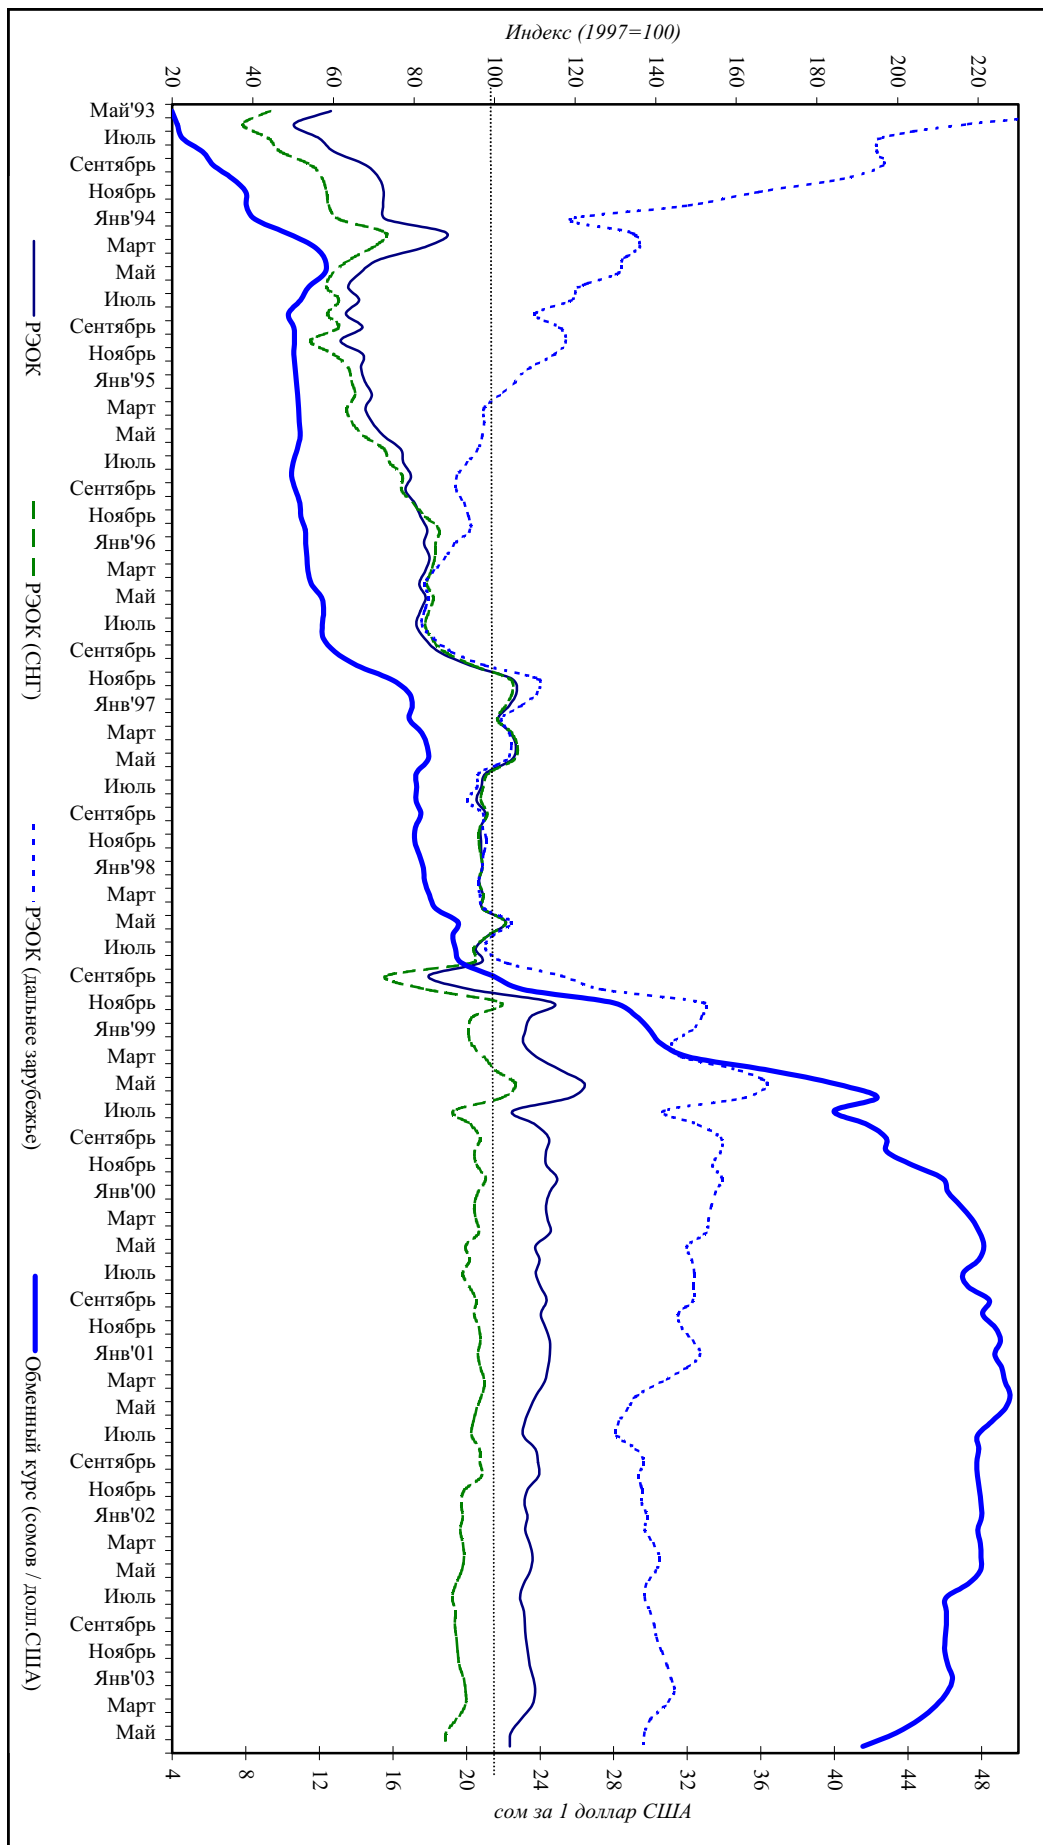 Индекс (1997=100)
20
40
60
80
100
120
140
160
180
200
220
Май'93
Июль
Сентябрь
Ноябрь
Янв'94
Март
Май
Июль
Сентябрь
Ноябрь
Янв'95
Март
Май
Июль
Сентябрь
Ноябрь
Янв'96
Март
Май
Июль
Сентябрь
Ноябрь
Янв'97
Март
Май
Июль
Сентябрь
Ноябрь
Янв'98
Март
Май
Июль
Сентябрь
Ноябрь
Янв'99
Март
Май
Июль
Сентябрь
Ноябрь
Янв'00
Март
Май
Июль
Сентябрь
Ноябрь
Янв'01
Март
Май
Июль
Сентябрь
Ноябрь
Янв'02
Март
Май
Июль
Сентябрь
Ноябрь
Янв'03
Март
Май
4
8
12
16
20
24
28
32
36
40
44
48
сом за 1 доллар США
РЭОК
РЭОК (СНГ)
РЭОК (дальнее зарубежье)
Обменный курс (сомов / долл.США)